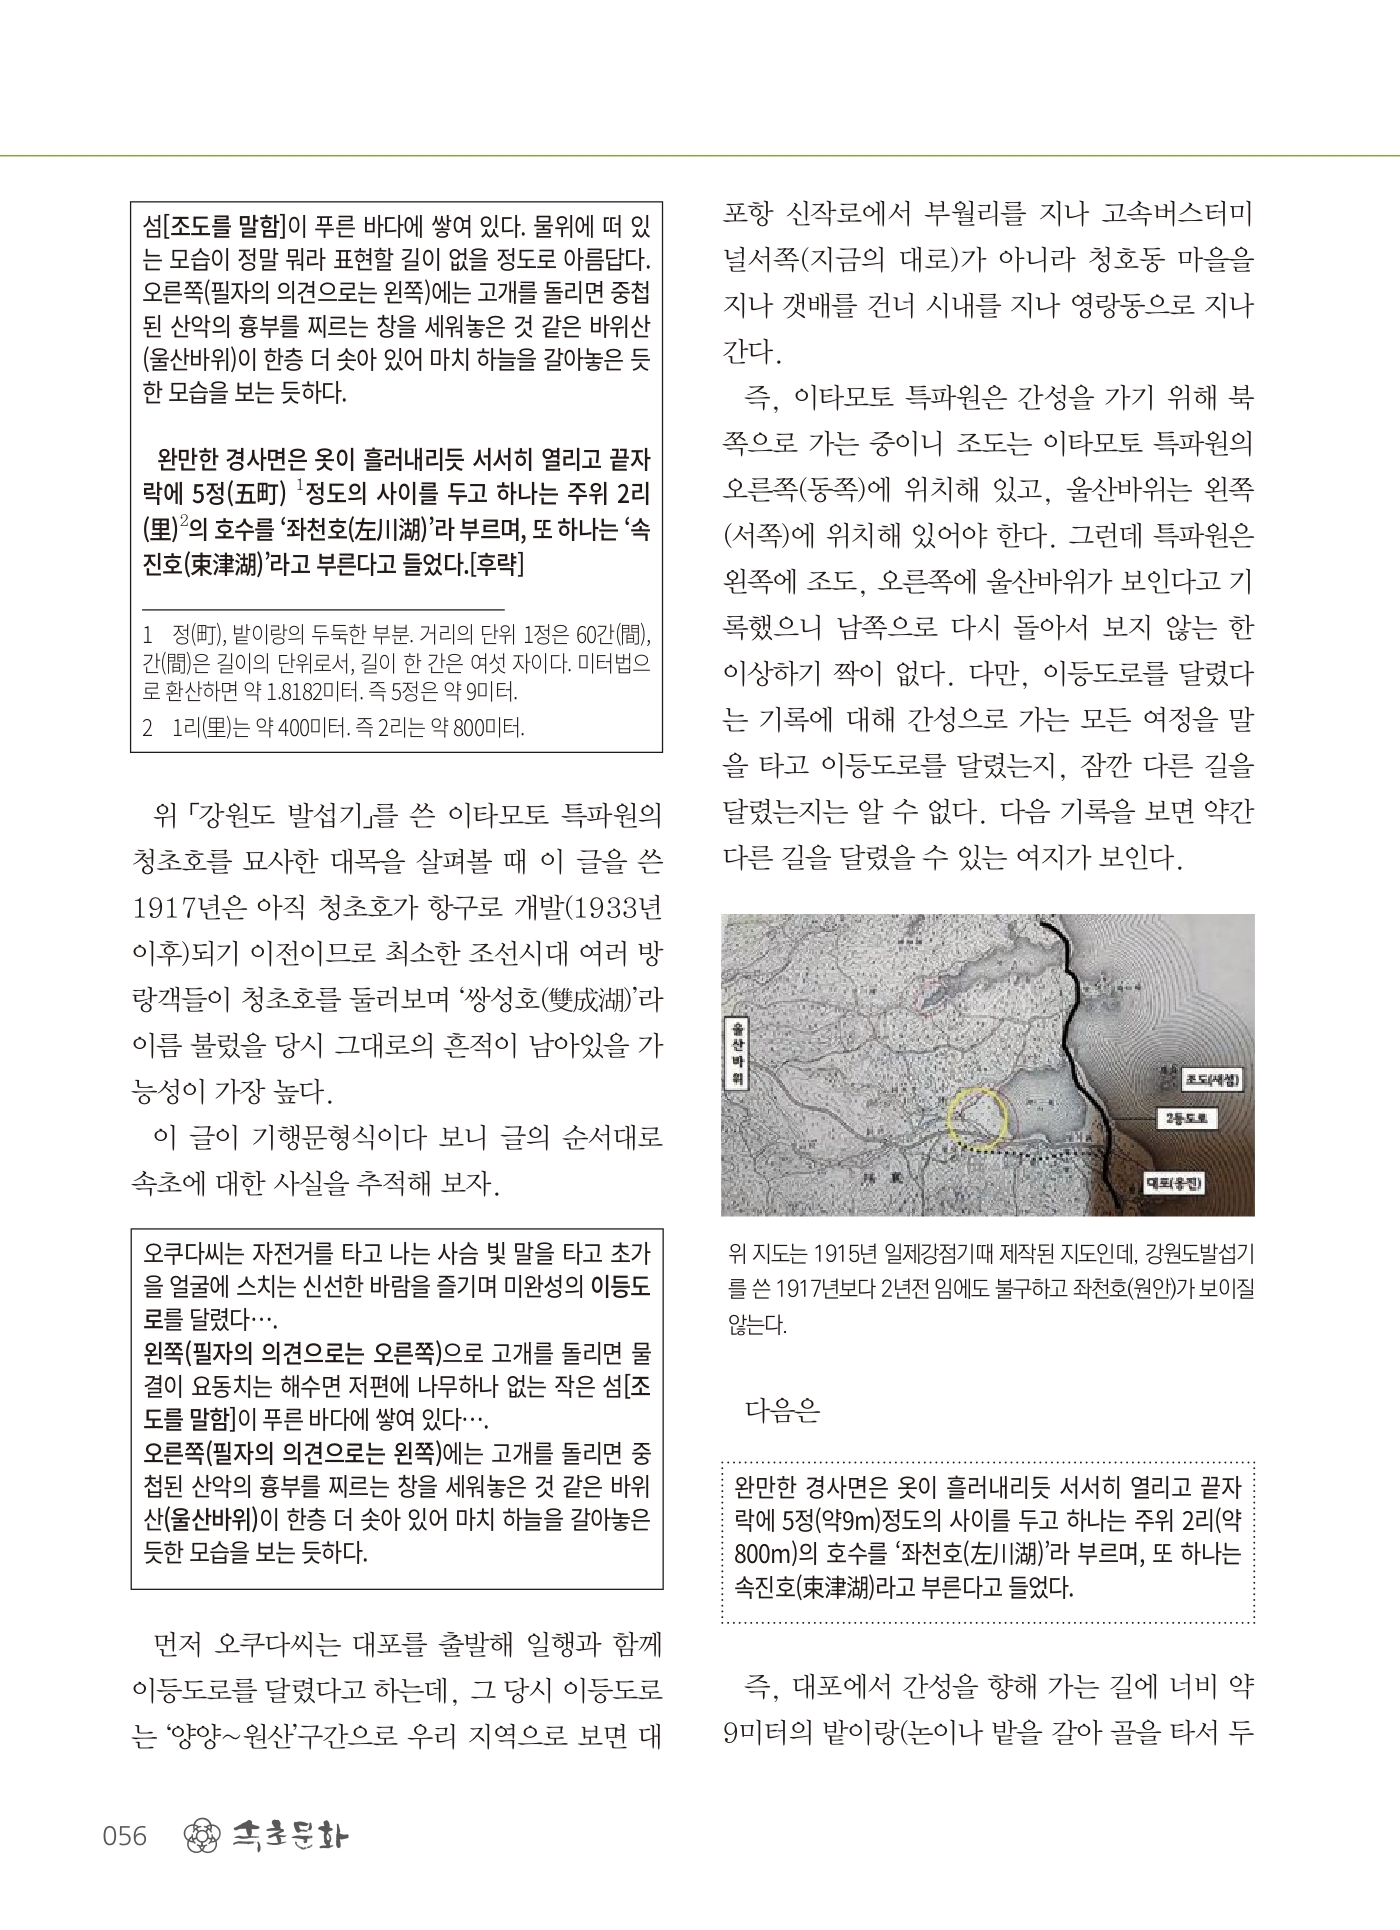 섬[조도를 말함]이 푸른 바다에 쌓여 있다. 물위에 떠 있
는 모습이 정말 뭐라 표현할 길이 없을 정도로 아름답다.
오른쪽(필자의 의견으로는 왼쪽)에는 고개를 돌리면 중첩
된 산악의 흉부를 찌르는 창을 세워놓은 것 같은 바위산
(울산바위)이 한층 더 솟아 있어 마치 하늘을 갈아놓은 듯
한 모습을 보는 듯하다.
완만한 경사면은 옷이 흘러내리듯 서서히 열리고 끝자
락에 5정(五町) 1정도의 사이를 두고 하나는 주위 2리
(里)2의 호수를 ‘좌천호(左川湖)’라 부르며, 또 하나는 ‘속
진호(束津湖)’라고 부른다고 들었다.[후략]
1 정(町), 밭이랑의 두둑한 부분. 거리의 단위 1정은 60간(間),
간(間)은 길이의 단위로서, 길이 한 간은 여섯 자이다. 미터법으
로 환산하면 약 1.8182미터. 즉 5정은 약 9미터.
2 1리(里)는 약 400미터. 즉 2리는 약 800미터.
위 「강원도 발섭기」를 쓴 이타모토 특파원의
청초호를 묘사한 대목을 살펴볼 때 이 글을 쓴
1917년은 아직 청초호가 항구로 개발(1933년
이후)되기 이전이므로 최소한 조선시대 여러 방
랑객들이 청초호를 둘러보며 ‘쌍성호(雙成湖)’라
이름 불렀을 당시 그대로의 흔적이 남아있을 가
능성이 가장 높다.
이 글이 기행문형식이다 보니 글의 순서대로
속초에 대한 사실을 추적해 보자.
오쿠다씨는 자전거를 타고 나는 사슴 빛 말을 타고 초가
을 얼굴에 스치는 신선한 바람을 즐기며 미완성의 이등도
로를 달렸다….
왼쪽(필자의 의견으로는 오른쪽)으로 고개를 돌리면 물
결이 요동치는 해수면 저편에 나무하나 없는 작은 섬[조
도를 말함]이 푸른 바다에 쌓여 있다….
오른쪽(필자의 의견으로는 왼쪽)에는 고개를 돌리면 중
첩된 산악의 흉부를 찌르는 창을 세워놓은 것 같은 바위
산(울산바위)이 한층 더 솟아 있어 마치 하늘을 갈아놓은
듯한 모습을 보는 듯하다.
먼저 오쿠다씨는 대포를 출발해 일행과 함께
이등도로를 달렸다고 하는데, 그 당시 이등도로
는 ‘양양~원산’구간으로 우리 지역으로 보면 대
포항 신작로에서 부월리를 지나 고속버스터미
널서쪽(지금의 대로)가 아니라 청호동 마을을
지나 갯배를 건너 시내를 지나 영랑동으로 지나
간다.
즉, 이타모토 특파원은 간성을 가기 위해 북
쪽으로 가는 중이니 조도는 이타모토 특파원의
오른쪽(동쪽)에 위치해 있고, 울산바위는 왼쪽
(서쪽)에 위치해 있어야 한다. 그런데 특파원은
왼쪽에 조도, 오른쪽에 울산바위가 보인다고 기
록했으니 남쪽으로 다시 돌아서 보지 않는 한
이상하기 짝이 없다. 다만, 이등도로를 달렸다
는 기록에 대해 간성으로 가는 모든 여정을 말
을 타고 이등도로를 달렸는지, 잠깐 다른 길을
달렸는지는 알 수 없다. 다음 기록을 보면 약간
다른 길을 달렸을 수 있는 여지가 보인다.
울산바위
조도(새섬)
2등도로
대포(옹진)
위 지도는 1915년 일제강점기때 제작된 지도인데, 강원도발섭기
를 쓴 1917년보다 2년전 임에도 불구하고 좌천호(원안)가 보이질
않는다.
다음은
완만한 경사면은 옷이 흘러내리듯 서서히 열리고 끝자
락에 5정(약9m)정도의 사이를 두고 하나는 주위 2리(약
800m)의 호수를 ‘좌천호(左川湖)’라 부르며, 또 하나는
속진호(束津湖)라고 부른다고 들었다.
즉, 대포에서 간성을 향해 가는 길에 너비 약
9미터의 밭이랑(논이나 밭을 갈아 골을 타서 두
056 속초문화